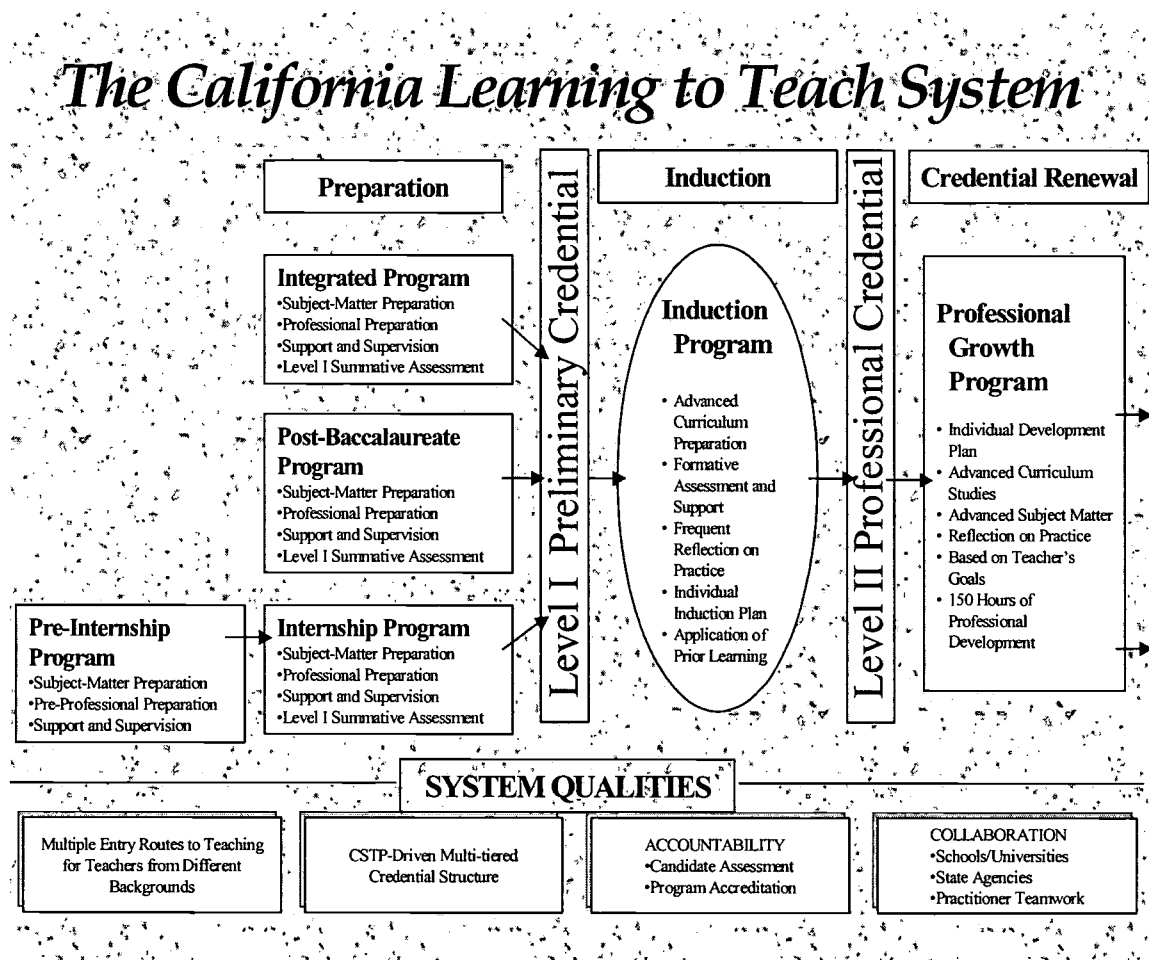 The California Learning to Teach System
Preparation
Integrated Program
•Subject-Matter Preparation
•Professional Preparation
•Support and Supervision
•Level I Summative Assessment
Post-Baccalaureate
Program
•Subject-Matter Preparation
•Professional Preparation
•Support and Supervision
•Level I Summative Assessment
Pre-Internship
Program
•Subject-Matter Preparation
•Pre-Professional Preparation
•Support and Supervision
Internship Program
•Subject-Matter Preparation
•Professional Preparation
•Support and Supervision
•Level I Summative Assessment
Level I Preliminary Credential
Induction
Induction
Program
• Advanced
Curriculum
Preparation
• Formative
Assessment and
Support
• Frequent
Reflection on
Practice
• Individual
Induction Plan
• Application of
Prior Learning
Level II Professional Credential
Credential Renewal
Professional
Growth
Program
• Individual Development
Plan
• Advanced Curriculum
Studies
• Advanced Subject Matter
• Reflection on Practice
• Based on Teacher's
Goals
• 150 Hours of
Professional
Development
SYSTEM QUALITIES
Multiple Entry Routes to Teaching
for Teachers from Different
Backgrounds
CSTP-Driven Multi-tiered
Credential Structure
ACCOUNTABILITY
•Candidate Assessment
•Program Accreditation
COLLABORATION
•Schools/Universities
•State Agencies
•Practitioner Teamwork